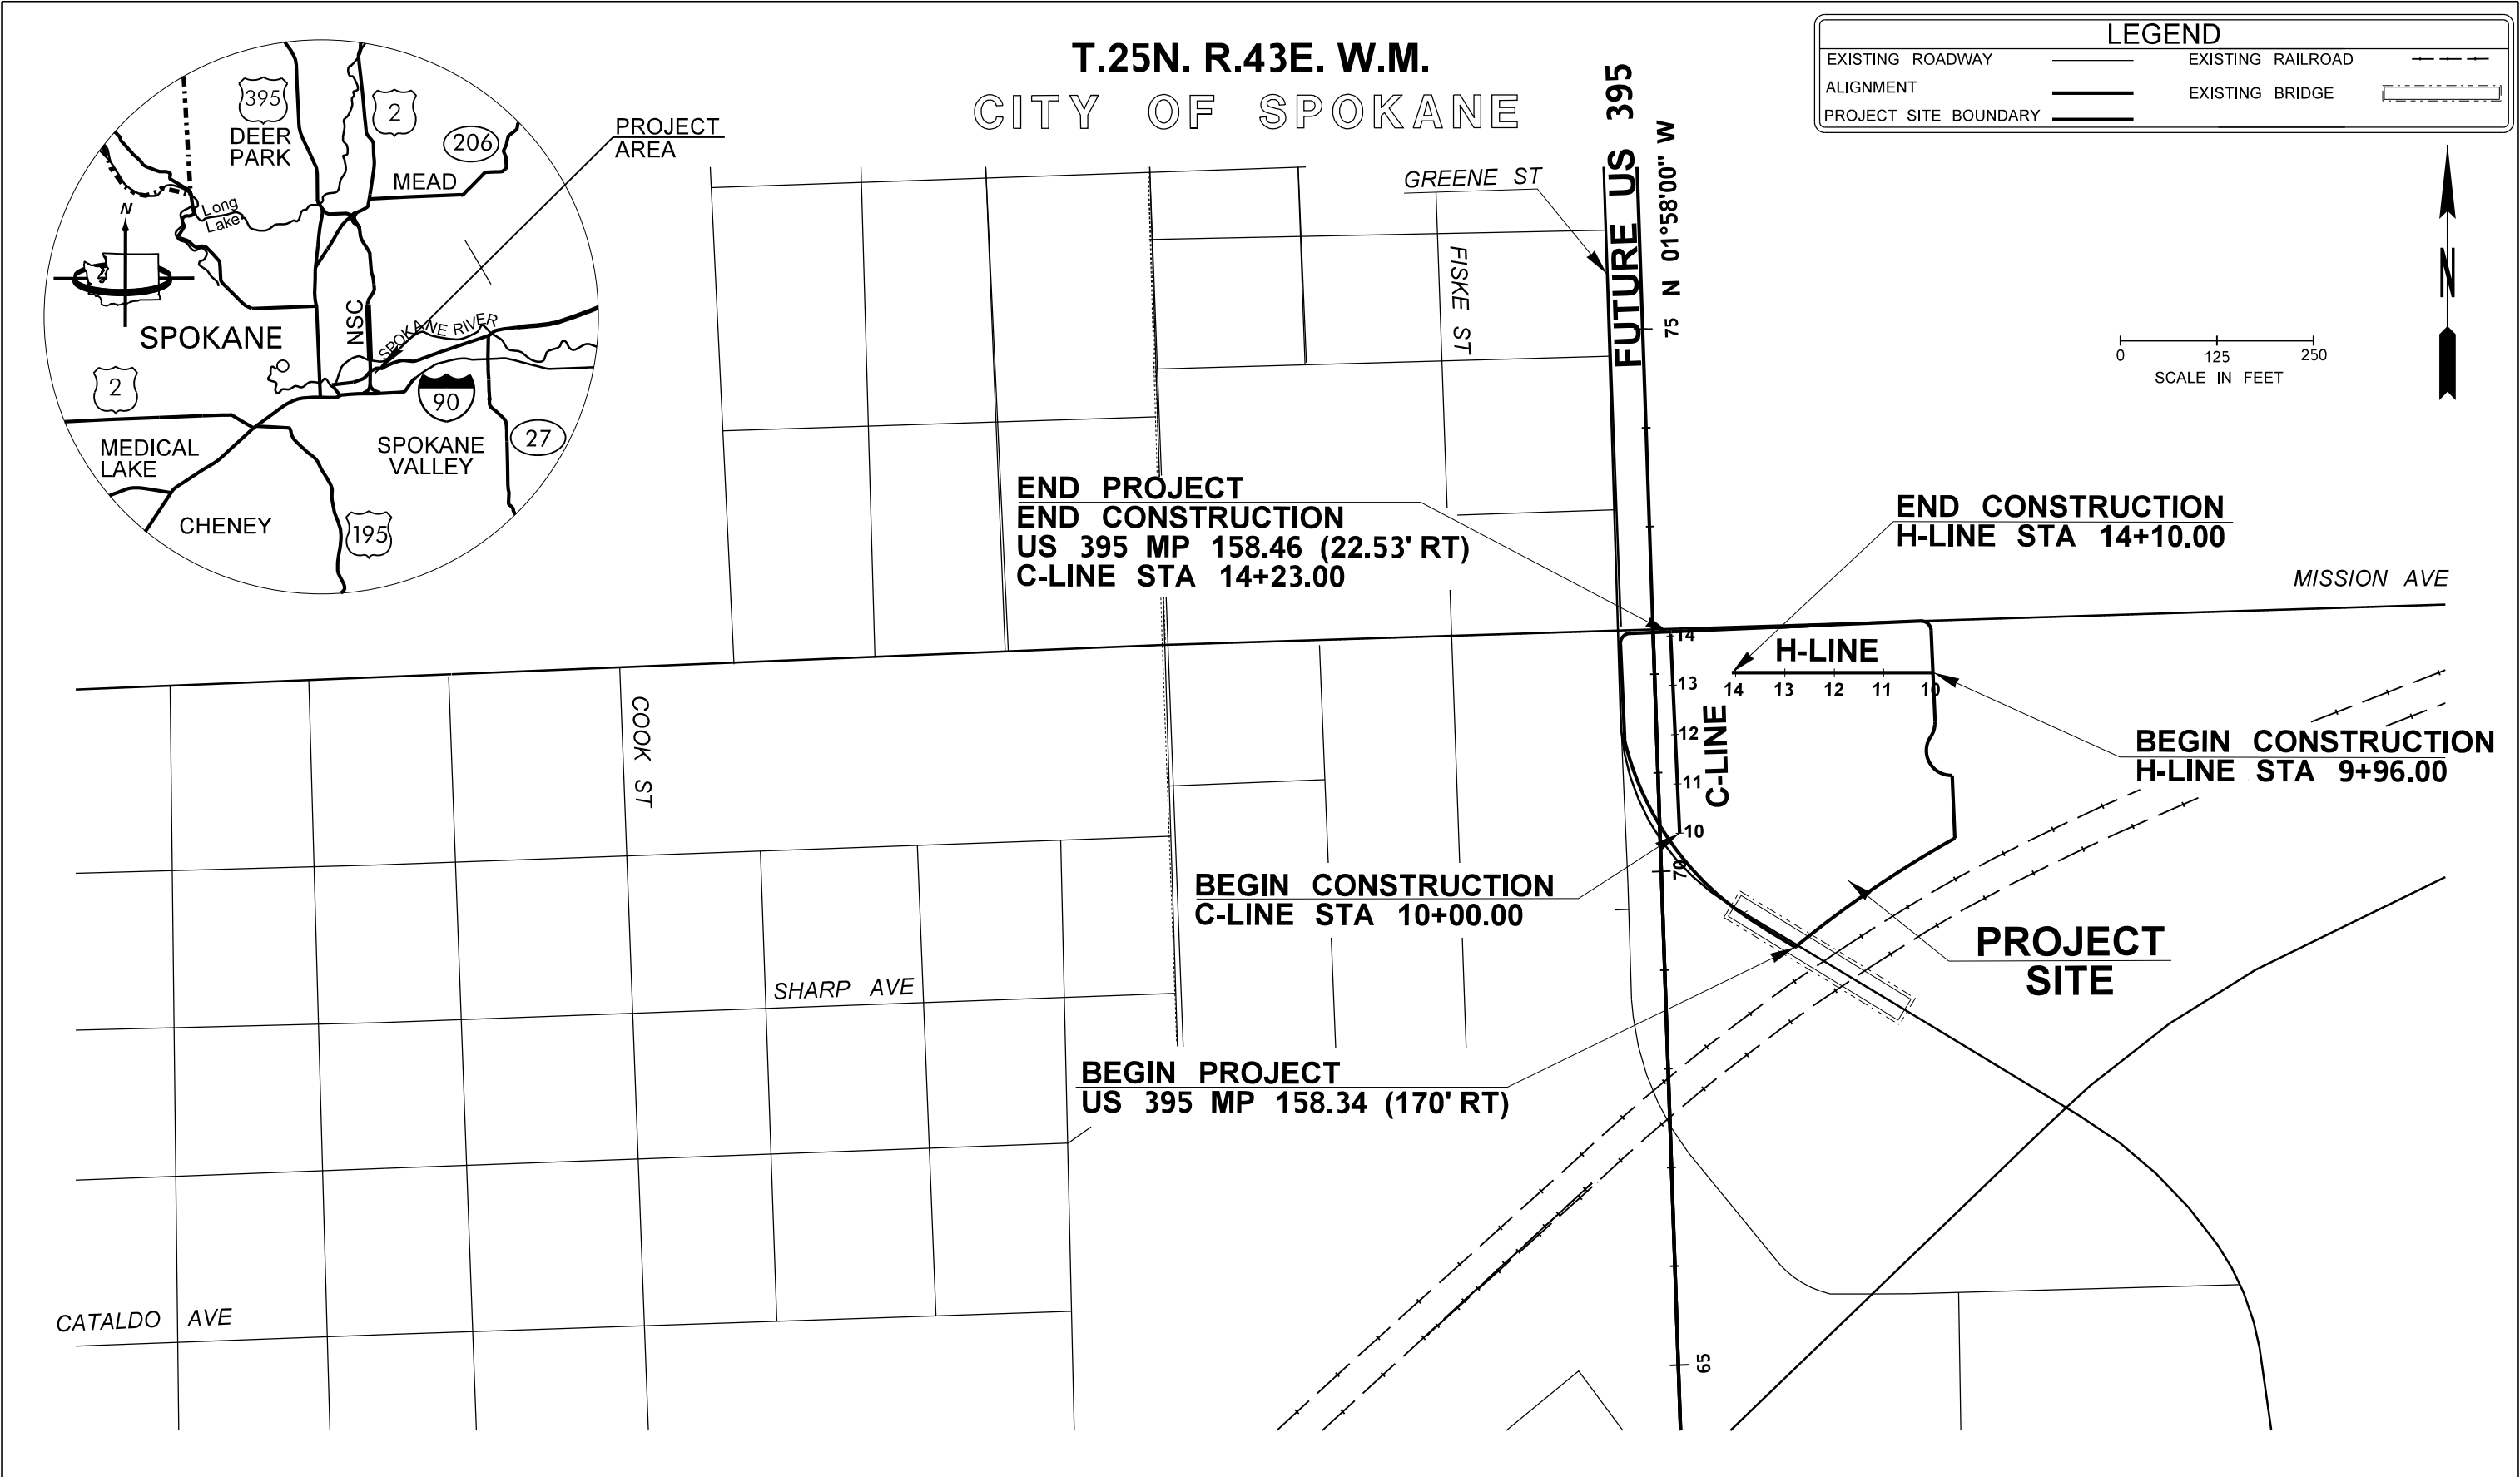 T.25N. R.43E. W.M.
CITY OF SPOKANE
LEGEND
EXISTING ROADWAY
EXISTING RAILROAD
ALIGNMENT
EXISTING BRIDGE
PROJECT SITE BOUNDARY
395
DEER
PARK
2
206
MEAD
PROJECT
AREA
N
Long
Lake
SPOKANE
NSC
SPOKANE RIVER
2
90
MEDICAL
LAKE
SPOKANE
VALLEY
27
CHENEY
195
GREENE ST
FISKE ST
FUTURE US 395
N 01°58'00" W
75
N
0 125 250
SCALE IN FEET
END PROJECT
END CONSTRUCTION
US 395 MP 158.46 (22.53' RT)
C-LINE STA 14+23.00
END CONSTRUCTION
H-LINE STA 14+10.00
MISSION AVE
H-LINE
14 13 12 11 10
14
13
12
11
10
C-LINE
COOK ST
BEGIN CONSTRUCTION
H-LINE STA 9+96.00
70
BEGIN CONSTRUCTION
C-LINE STA 10+00.00
PROJECT
SITE
SHARP AVE
BEGIN PROJECT
US 395 MP 158.34 (170' RT)
CATALDO AVE
65